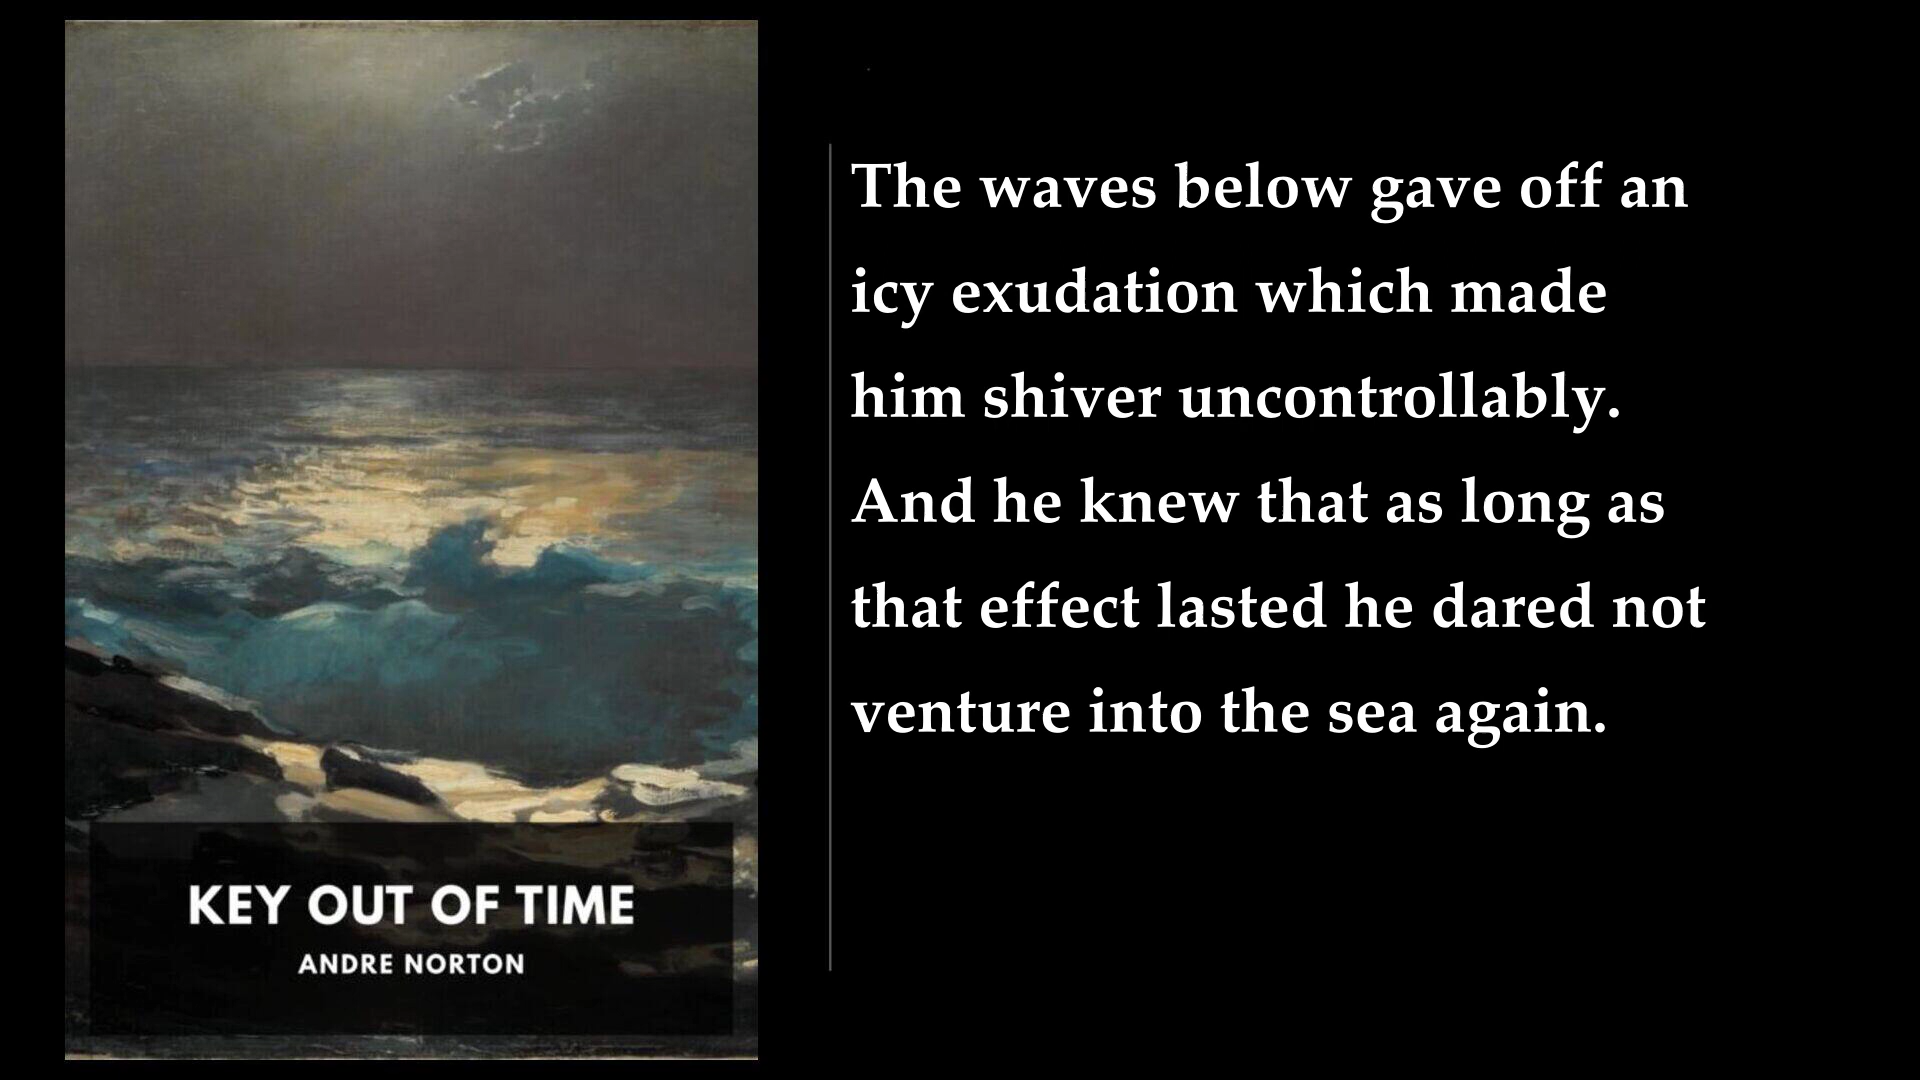 The waves below gave off an
icy exudation which made
him shiver uncontrollably.
And he knew that as long as
that effect lasted he dared not
venture into the sea again.
KEY OUT OF TIME
ANDRE NORTON